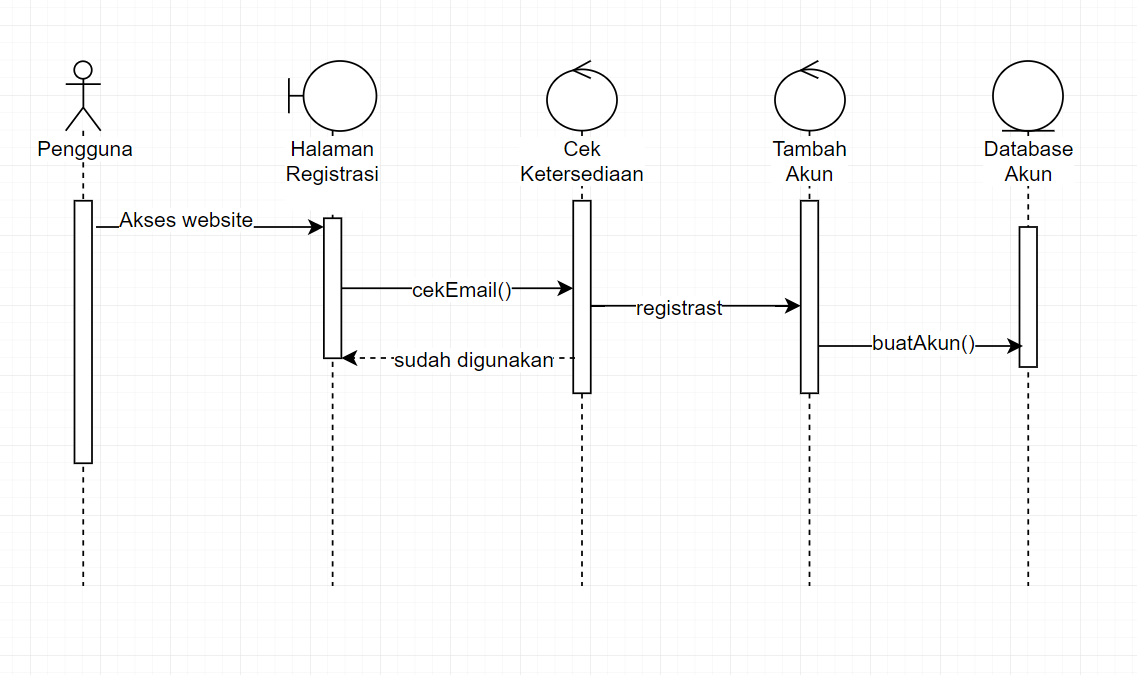 Pengguna
Halaman
Registrasi
Cek
Ketersediaan
Tambah
Akun
Database
Akun
Akses website
cekEmail()
registrast
buatAkun()
sudah digunakan